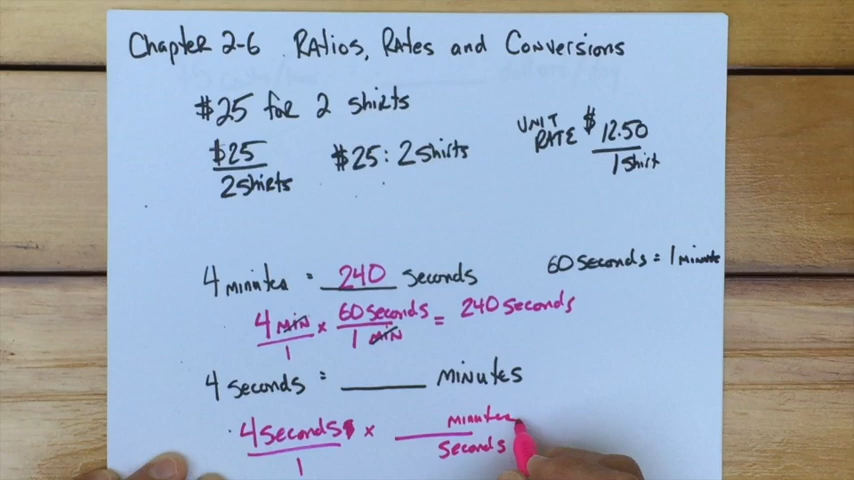 Chapter 2-6 Ratios, Rates and Conversions
$25 for 2 shirts
$25 / 2 shirts $25 : 2 shirts UNIT RATE $12.50 / 1 shirt
4 minutes = 240 seconds 60 seconds = 1 minute
4 min / 1 x 60 seconds / 1 min = 240 seconds
4 seconds = ______ minutes
4 seconds / 1 x minutes / seconds